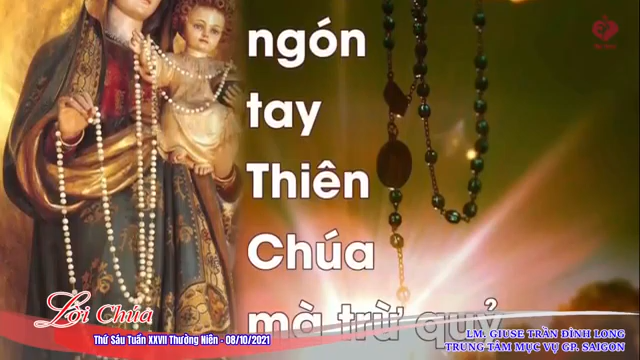 ngón
tay
Thiên
Chúa
mà trừ quỷ
Lời Chúa
Thứ Sáu Tuần XXVII Thường Niên - 08/10/2021
LM. GIUSE TRẦN ĐÌNH LONG
TRUNG TÂM MỤC VỤ GP. SAIGON